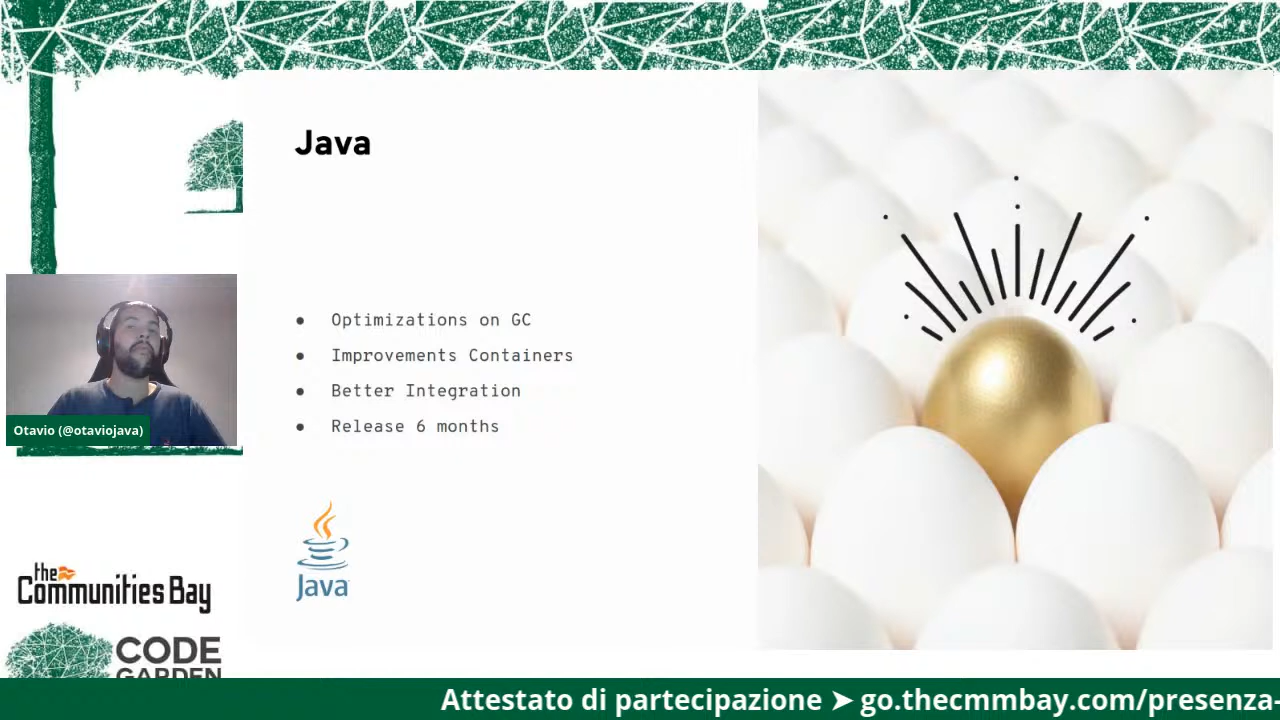 Java
● Optimizations on GC
● Improvements Containers
● Better Integration
● Release 6 months
Java
Otavio (@otaviojava)
the
Communities Bay
CODE
GARDEN
Attestato di partecipazione ➤ go.thecmmbay.com/presenza-